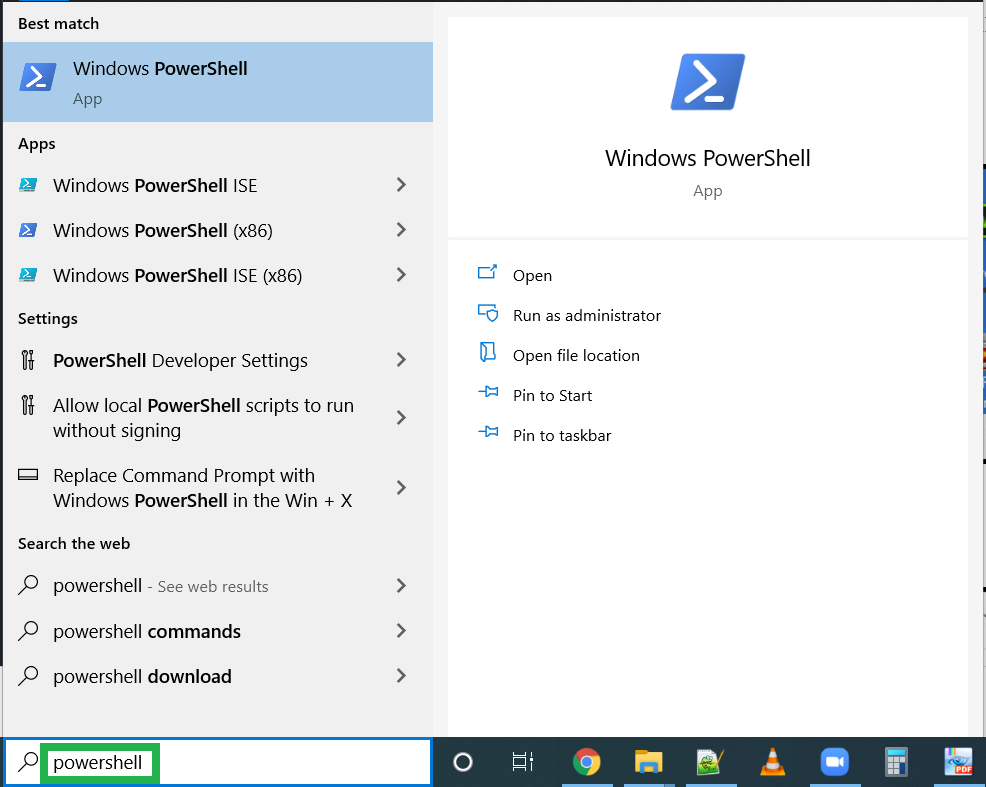 Best match
Windows PowerShell
App
Apps
Windows PowerShell ISE
Windows PowerShell (x86)
Windows PowerShell ISE (x86)
Settings
PowerShell Developer Settings
Allow local PowerShell scripts to run
without signing
Replace Command Prompt with
Windows PowerShell in the Win + X
Search the web
powershell - See web results
powershell commands
powershell download
powershell
Windows PowerShell
App
Open
Run as administrator
Open file location
Pin to Start
Pin to taskbar
PDF